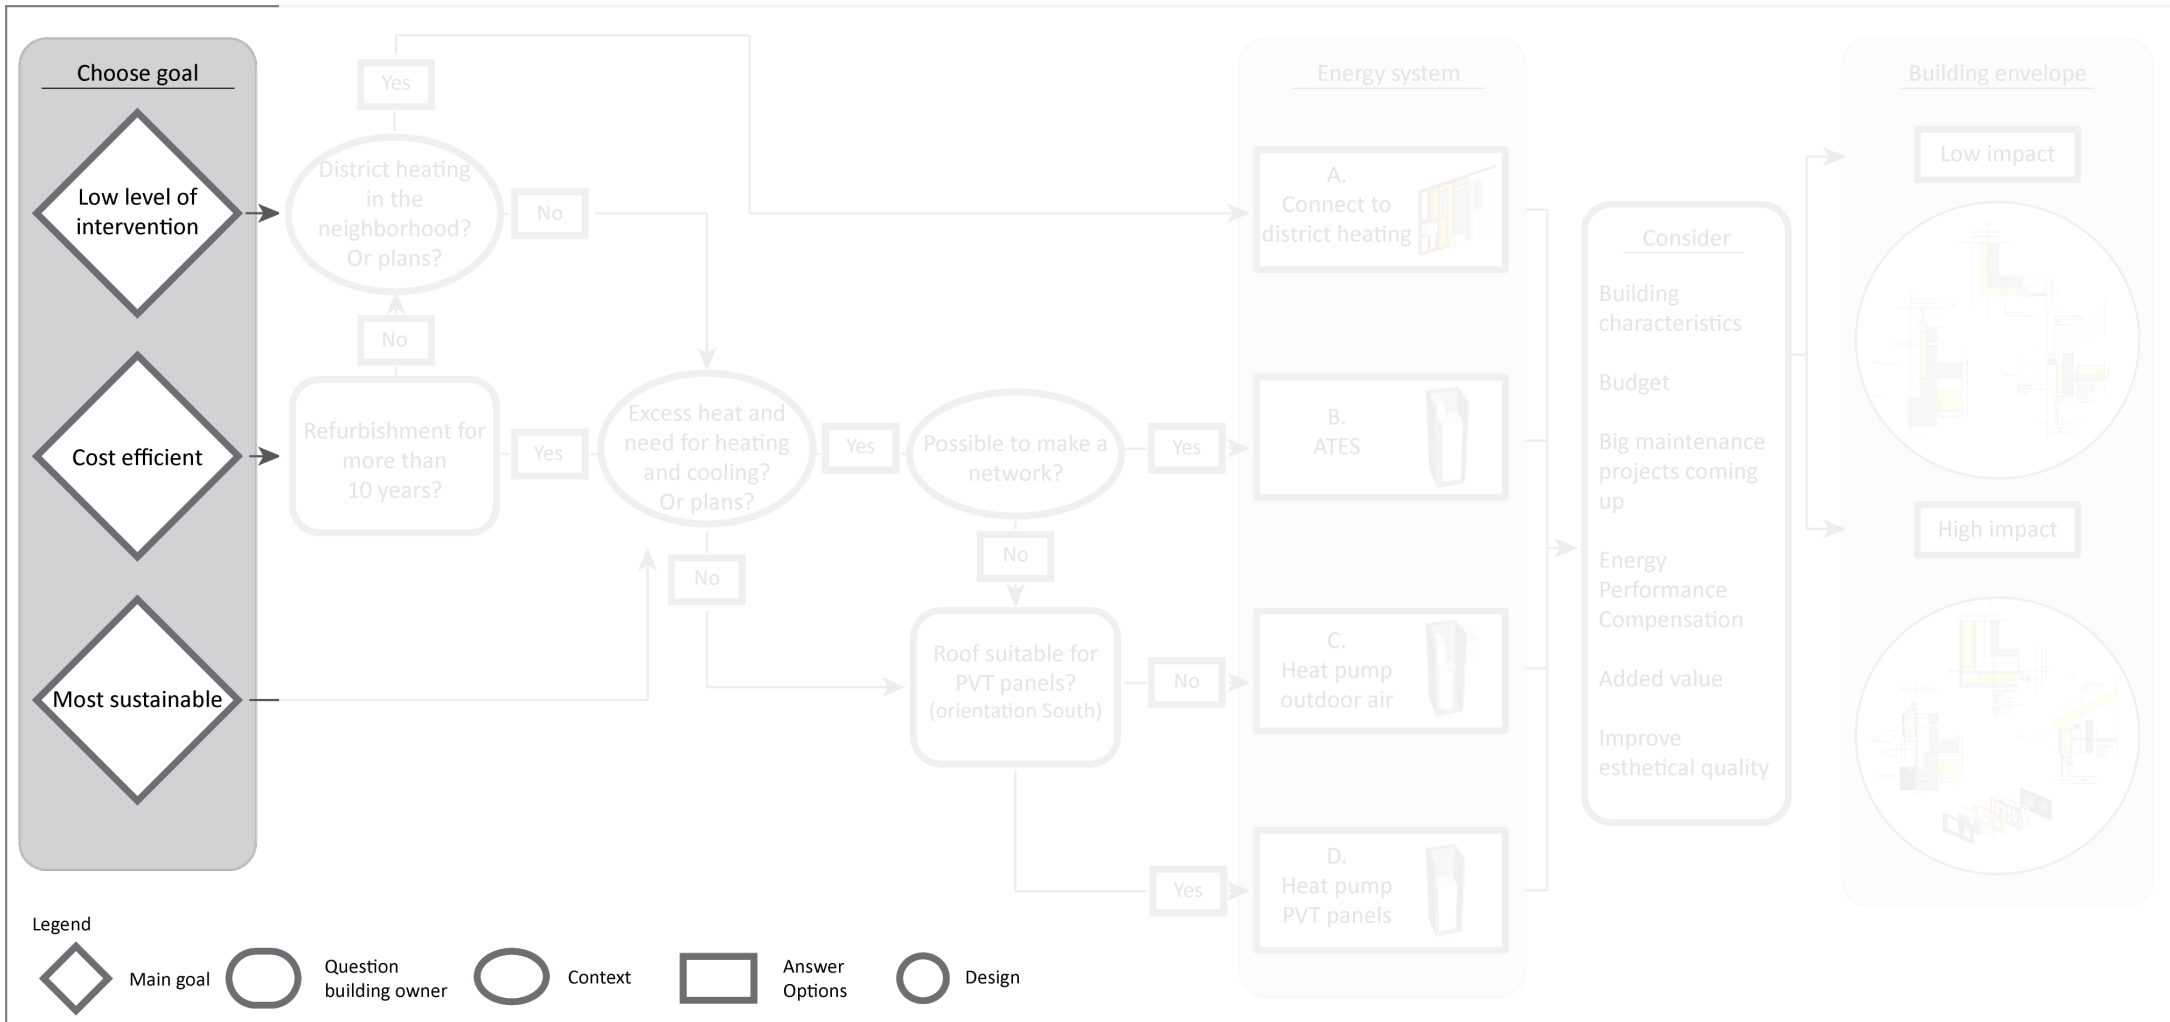 Choose goal
Low level of
intervention
Cost efficient
Most sustainable
Yes
District heating
in the
neighborhood?
Or plans?
No
No
Refurbishment for
more than
10 years?
Yes
Excess heat and
need for heating
and cooling?
Or plans?
Yes
No
Possible to make a
network?
Yes
No
Roof suitable for
PVT panels?
(orientation South)
No
Yes
Energy system
A.
Connect to
district heating
B.
ATES
C.
Heat pump
outdoor air
D.
Heat pump
PVT panels
Consider
Building
characteristics
Budget
Big maintenance
projects coming
up
Energy
Performance
Compensation
Added value
Improve
esthetical quality
Building envelope
Low impact
High impact
Legend
Main goal
Question
building owner
Context
Answer
Options
Design